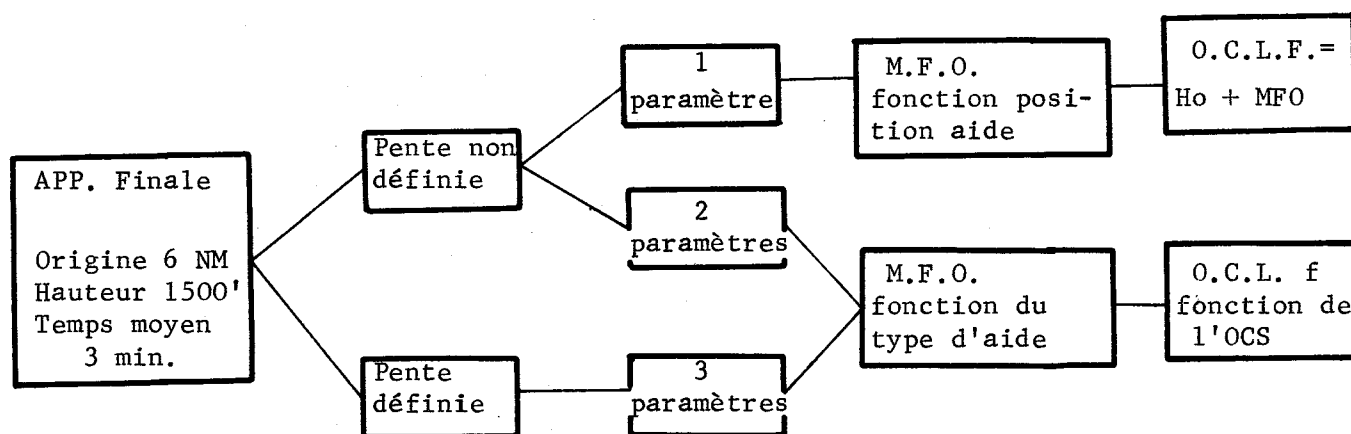 APP. Finale
Origine 6 NM
Hauteur 1500'
Temps moyen
3 min.
Pente non
définie
Pente
définie
1
paramètre
2
paramètres
3
paramètres
M.F.O.
fonction posi-
tion aide
M.F.O.
fonction du
type d'aide
O.C.L.F.=
Ho + MFO
O.C.L. f
fonction de
l'OCS